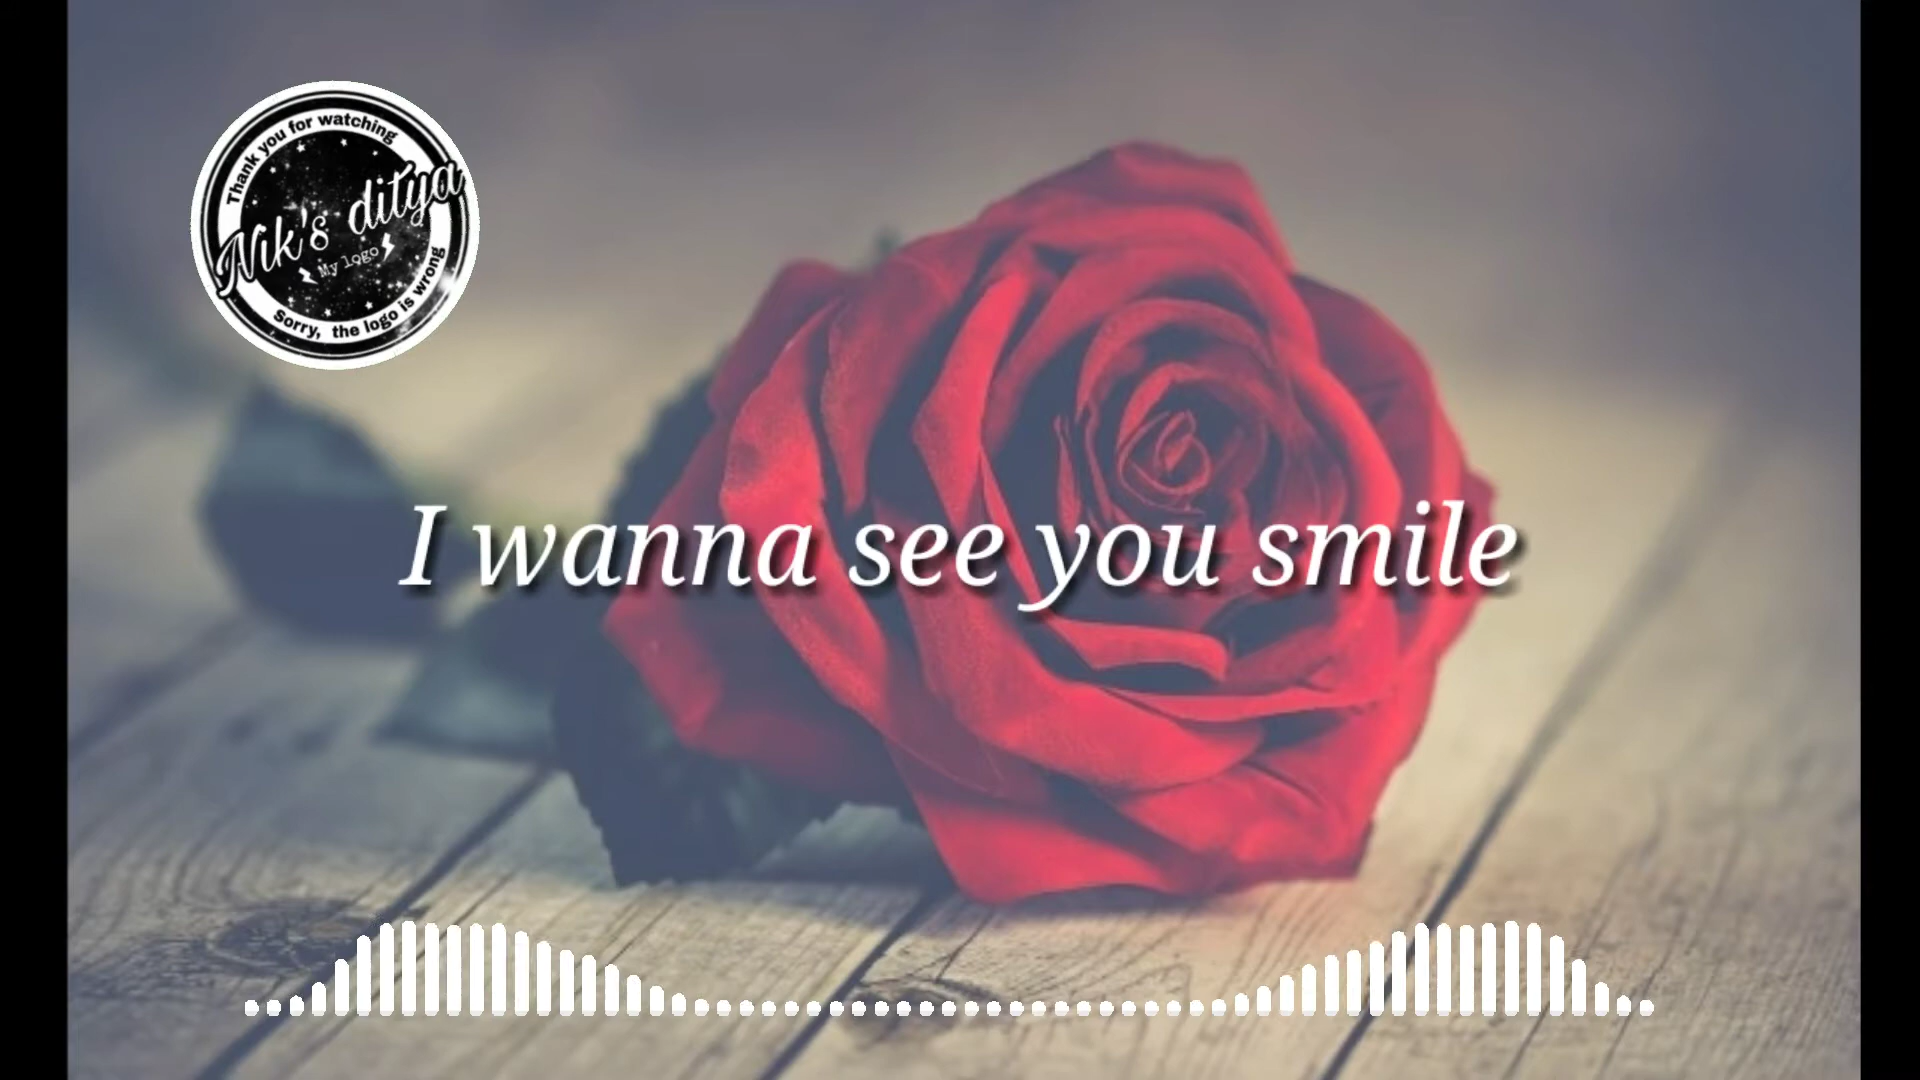 Thank you for watching
Nik's ditya
My logo
Sorry, the logo is wrong
I wanna see you smile